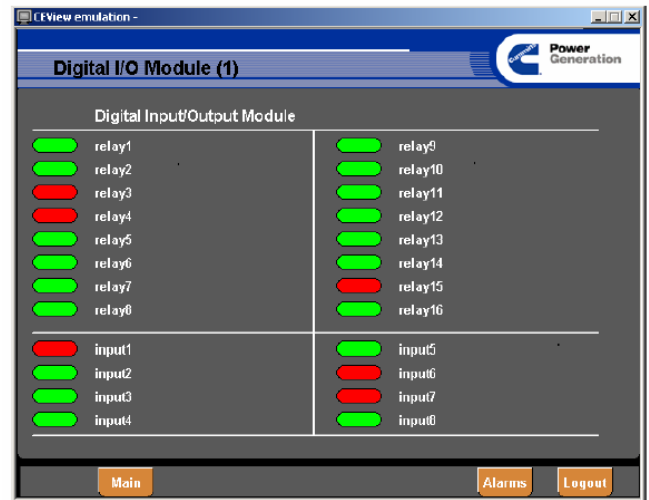 CEView emulation -
Power
Generation
Digital I/O Module (1)
Digital Input/Output Module
relay1
relay2
relay3
relay4
relay5
relay6
relay7
relay8
relay9
relay10
relay11
relay12
relay13
relay14
relay15
relay16
input1
input2
input3
input4
input5
input6
input7
input8
Main
Alarms
Logout